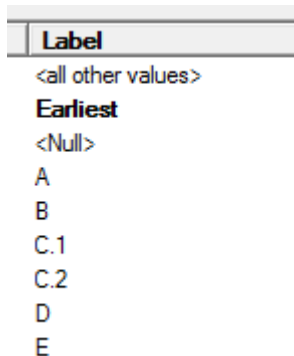 Label
<all other values>
Earliest
<Null>
A
B
C.1
C.2
D
E